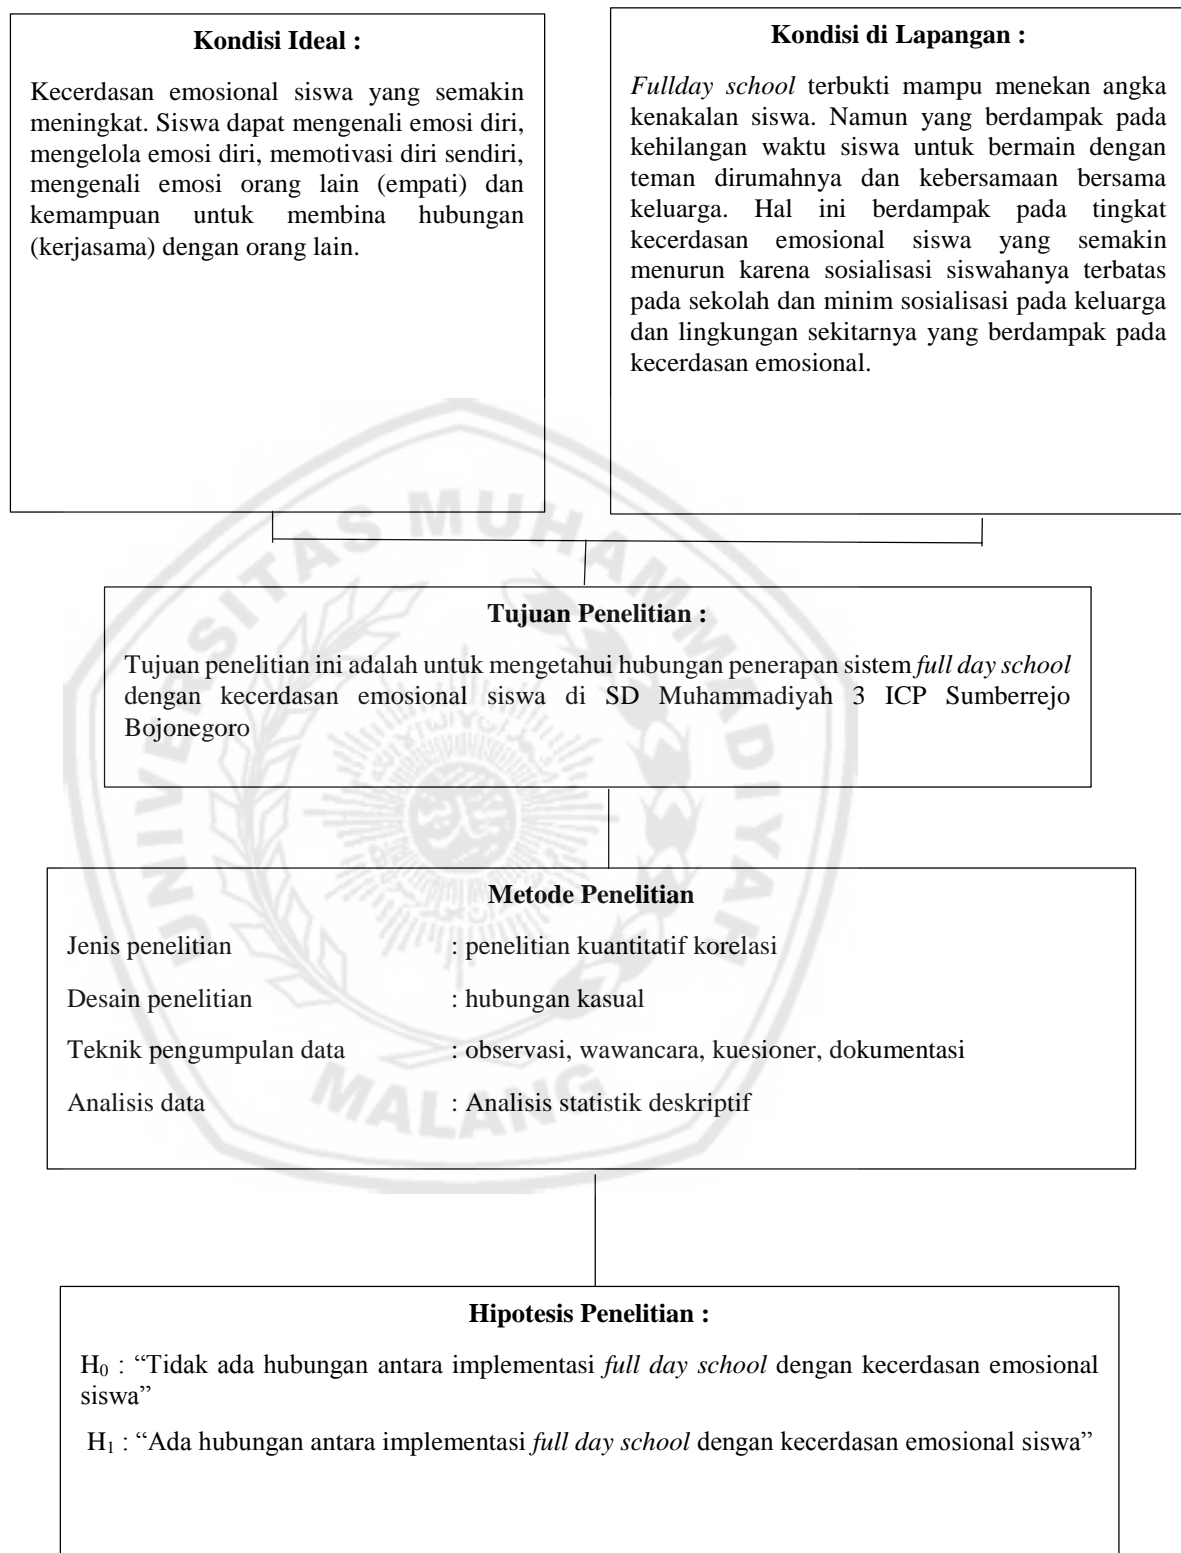 Kondisi Ideal :
Kecerdasan emosional siswa yang semakin
meningkat. Siswa dapat mengenali emosi diri,
mengelola emosi diri, memotivasi diri sendiri,
mengenali emosi orang lain (empati) dan
kemampuan untuk membina hubungan
(kerjasama) dengan orang lain.
Kondisi di Lapangan :
Fullday school terbukti mampu menekan angka
kenakalan siswa. Namun yang berdampak pada
kehilangan waktu siswa untuk bermain dengan
teman dirumahnya dan kebersamaan bersama
keluarga. Hal ini berdampak pada tingkat
kecerdasan emosional siswa yang semakin
menurun karena sosialisasi siswahanya terbatas
pada sekolah dan minim sosialisasi pada keluarga
dan lingkungan sekitarnya yang berdampak pada
kecerdasan emosional.
Tujuan Penelitian :
Tujuan penelitian ini adalah untuk mengetahui hubungan penerapan sistem full day school
dengan kecerdasan emosional siswa di SD Muhammadiyah 3 ICP Sumberrejo
Bojonegoro
Metode Penelitian
Jenis penelitian : penelitian kuantitatif korelasi
Desain penelitian : hubungan kasual
Teknik pengumpulan data : observasi, wawancara, kuesioner, dokumentasi
Analisis data : Analisis statistik deskriptif
Hipotesis Penelitian :
H0 : “Tidak ada hubungan antara implementasi full day school dengan kecerdasan emosional
siswa”
H1 : “Ada hubungan antara implementasi full day school dengan kecerdasan emosional siswa”
UNIVERSITAS MUHAMMADIYAH
MALANG